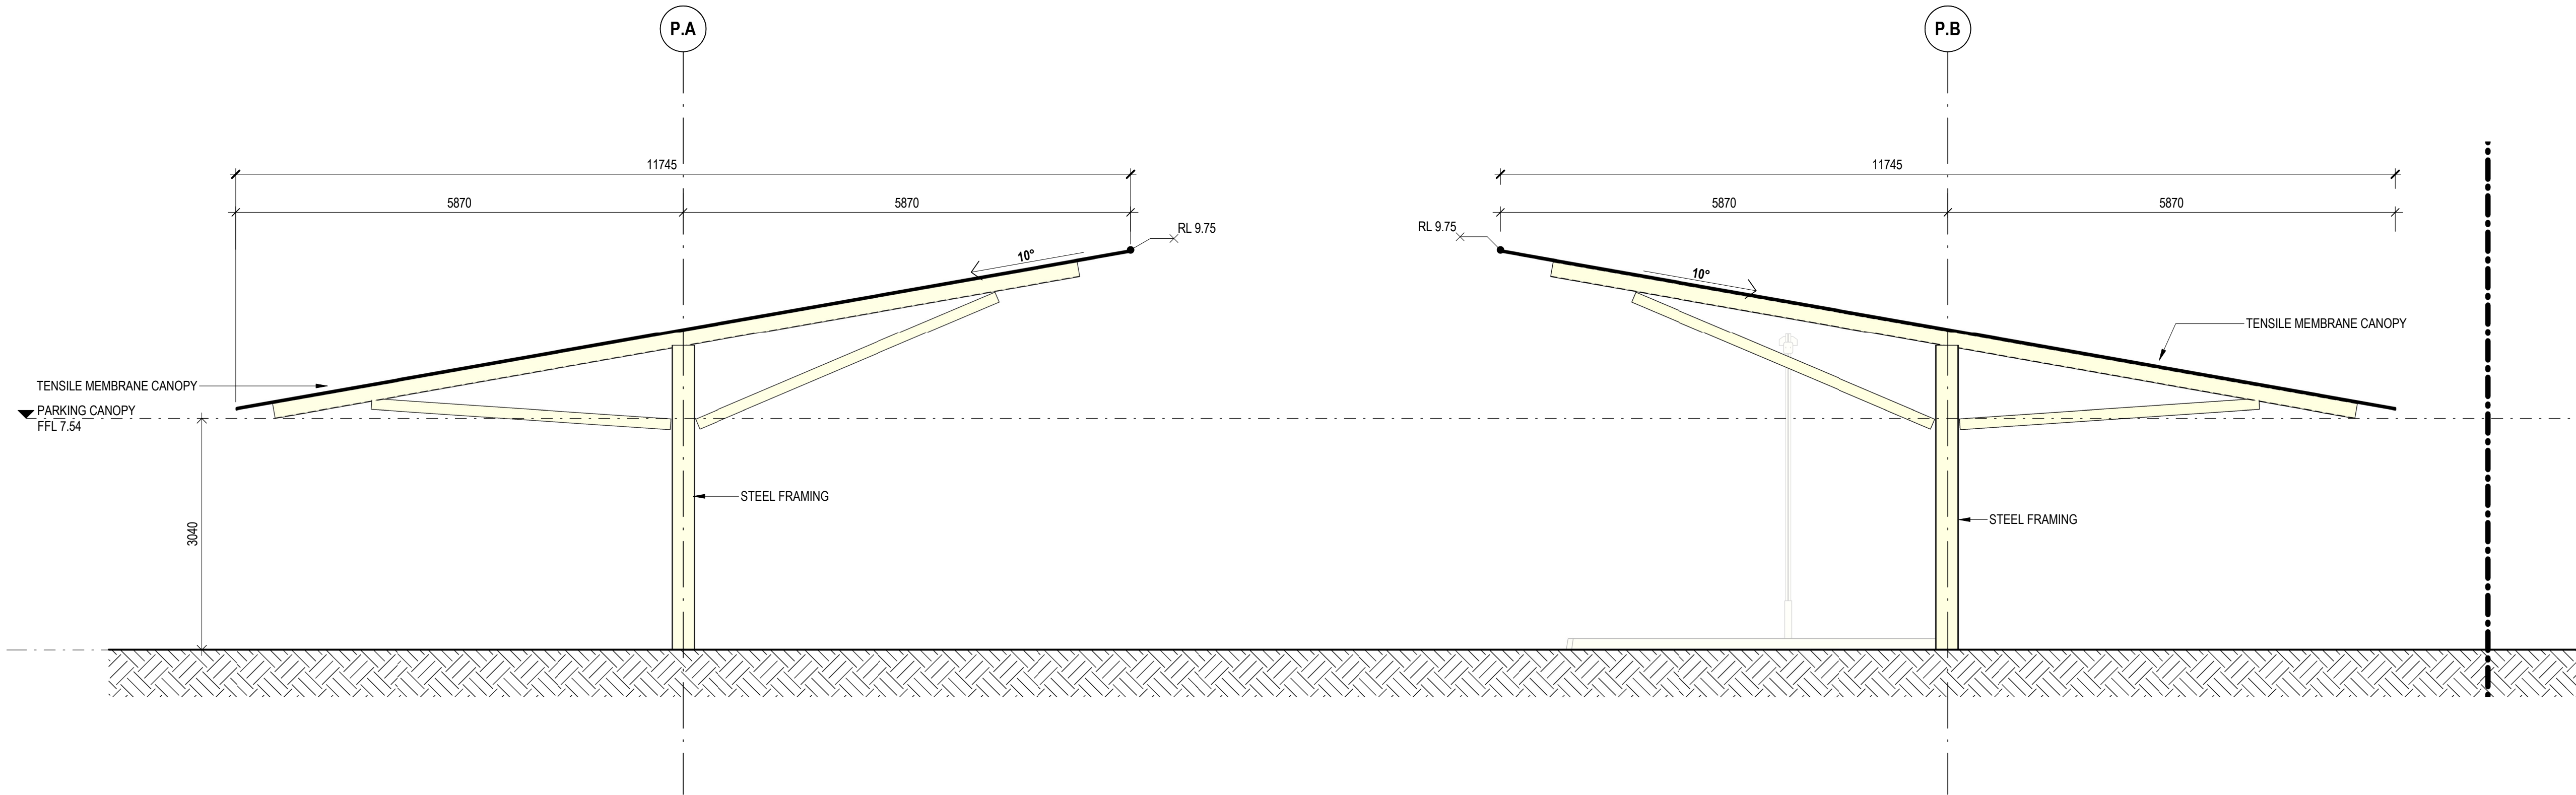 P.A
P.B
11745
11745
5870
5870
5870
5870
RL 9.75
RL 9.75
10°
10°
TENSILE MEMBRANE CANOPY
TENSILE MEMBRANE CANOPY
PARKING CANOPY
FFL 7.54
STEEL FRAMING
STEEL FRAMING
3040